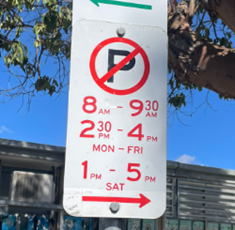 P
8 AM - 9 30 AM
2 30 PM - 4 PM
MON - FRI
1 PM - 5 PM
SAT